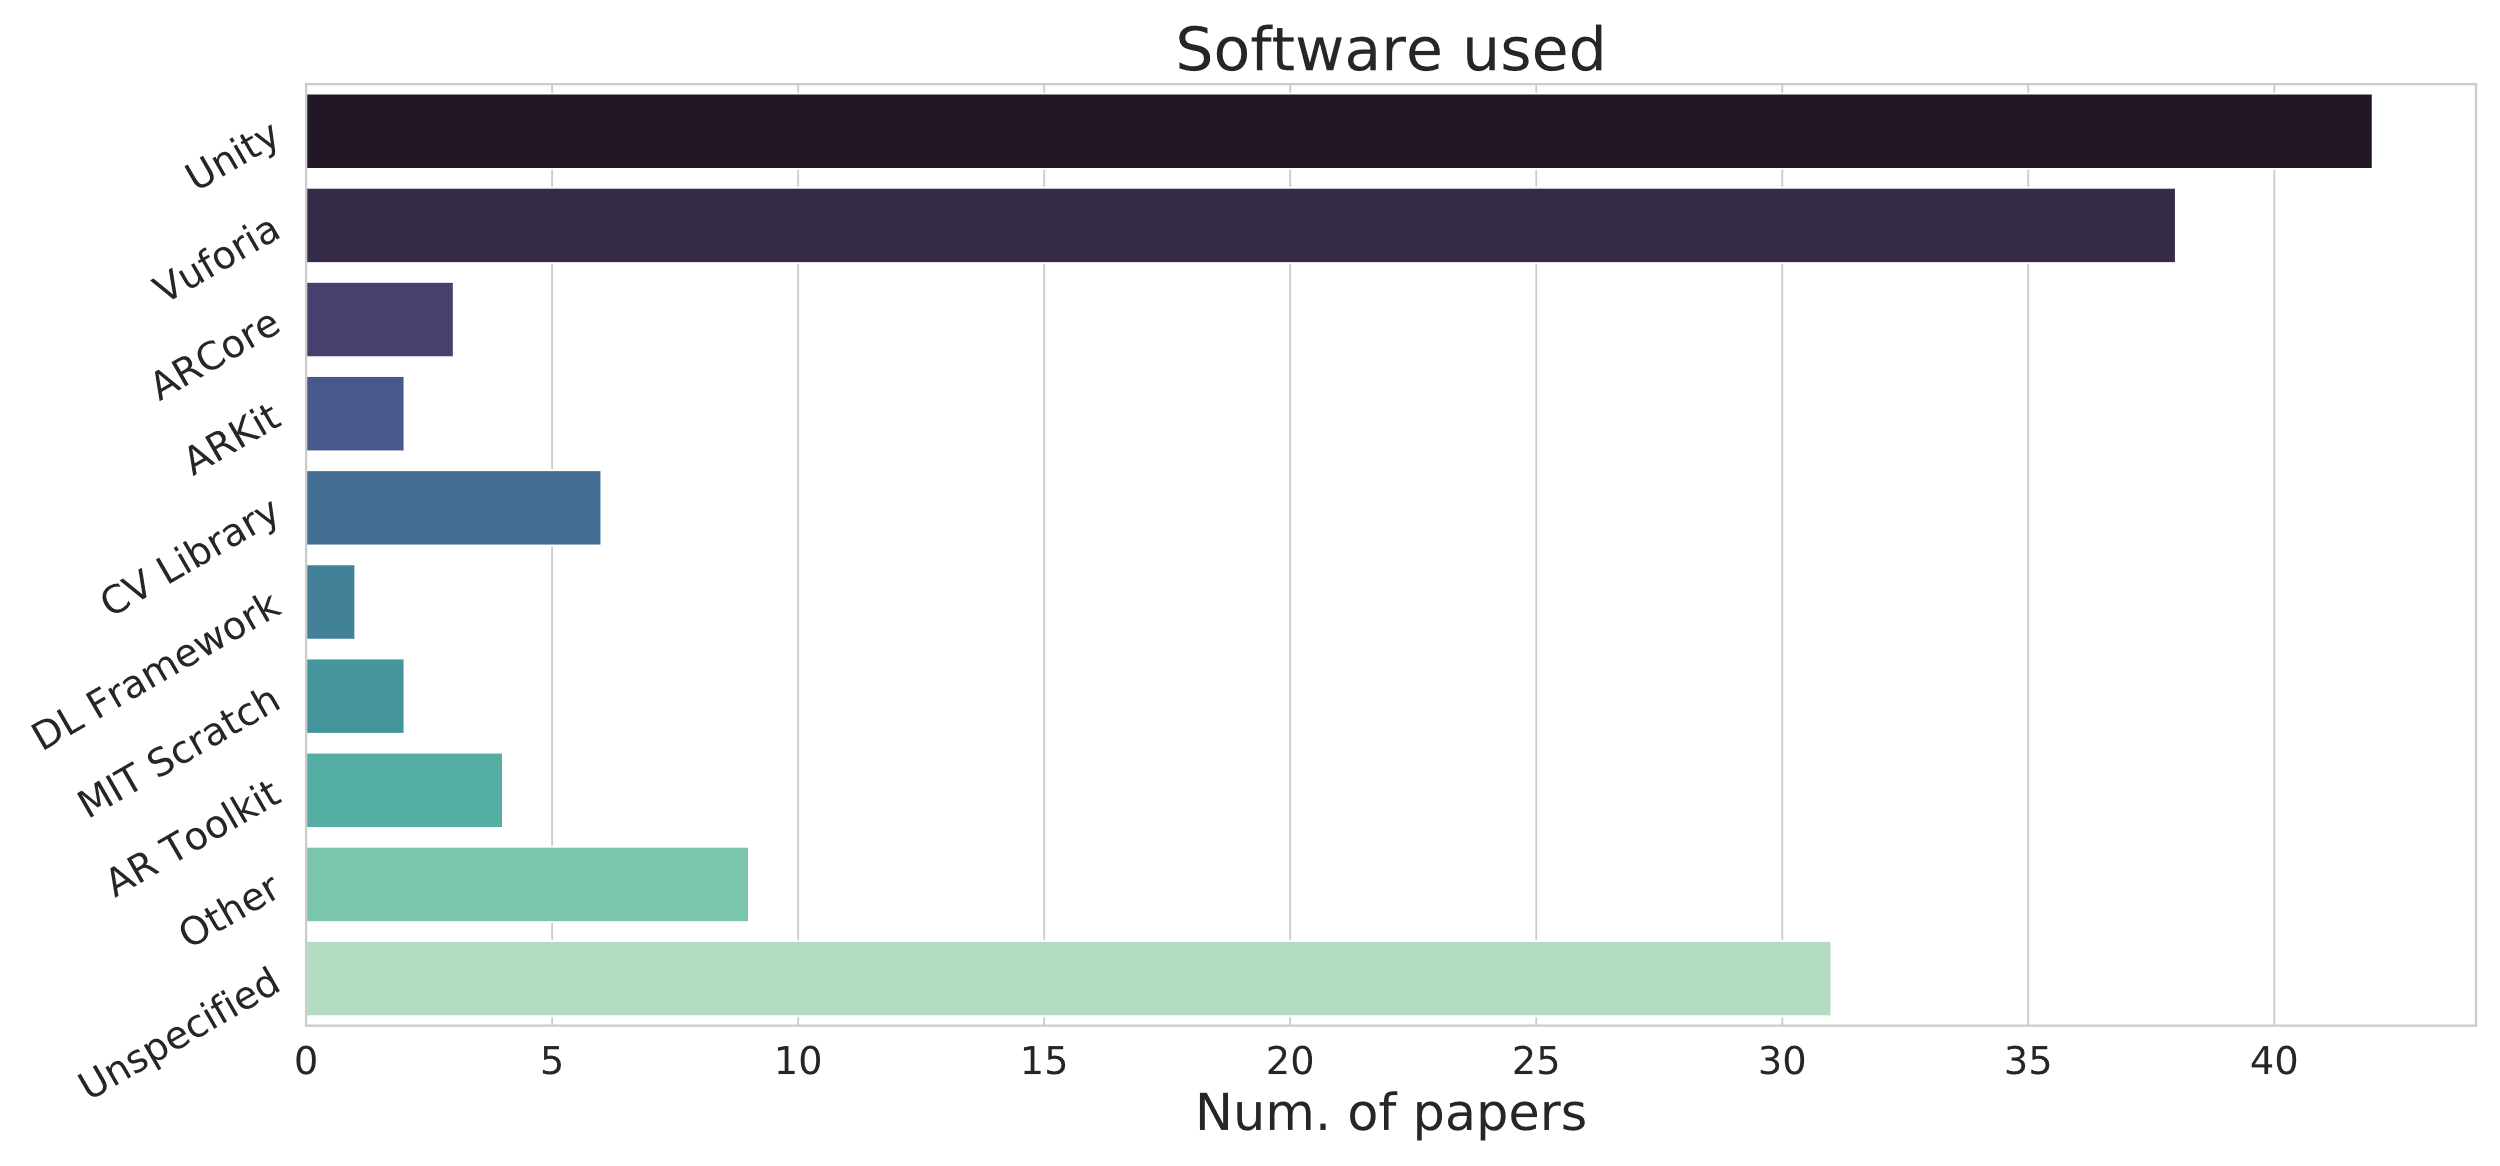 Software used
Unity
Vuforia
ARCore
ARKit
CV Library
DL Framework
MIT Scratch
AR Toolkit
Other
Unspecified
0 5 10 15 20 25 30 35 40
Num. of papers